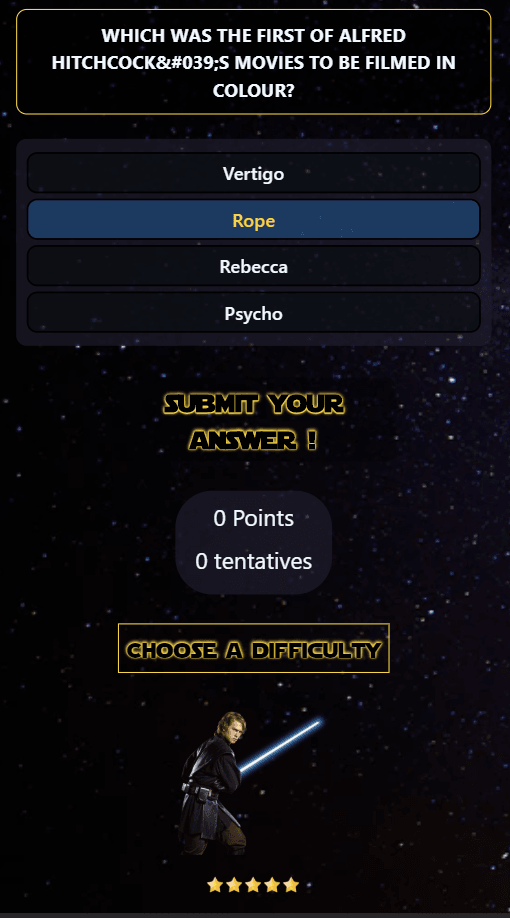 WHICH WAS THE FIRST OF ALFRED
HITCHCOCK&#039;S MOVIES TO BE FILMED IN
COLOUR?
Vertigo
Rope
Rebecca
Psycho
SUBMIT YOUR
ANSWER !
0 Points
0 tentatives
CHOOSE A DIFFICULTY